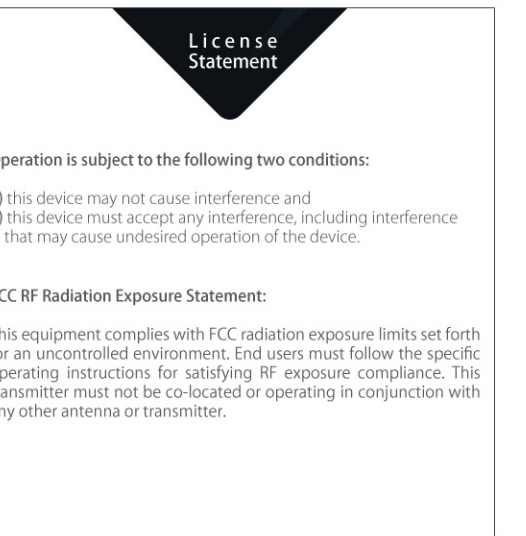 License
Statement
peration is subject to the following two conditions:
) this device may not cause interference and
) this device must accept any interference, including interference
that may cause undesired operation of the device.
CC RF Radiation Exposure Statement:
his equipment complies with FCC radiation exposure limits set forth
or an uncontrolled environment. End users must follow the specific
perating instructions for satisfying RF exposure compliance. This
ransmitter must not be co-located or operating in conjunction with
ny other antenna or transmitter.